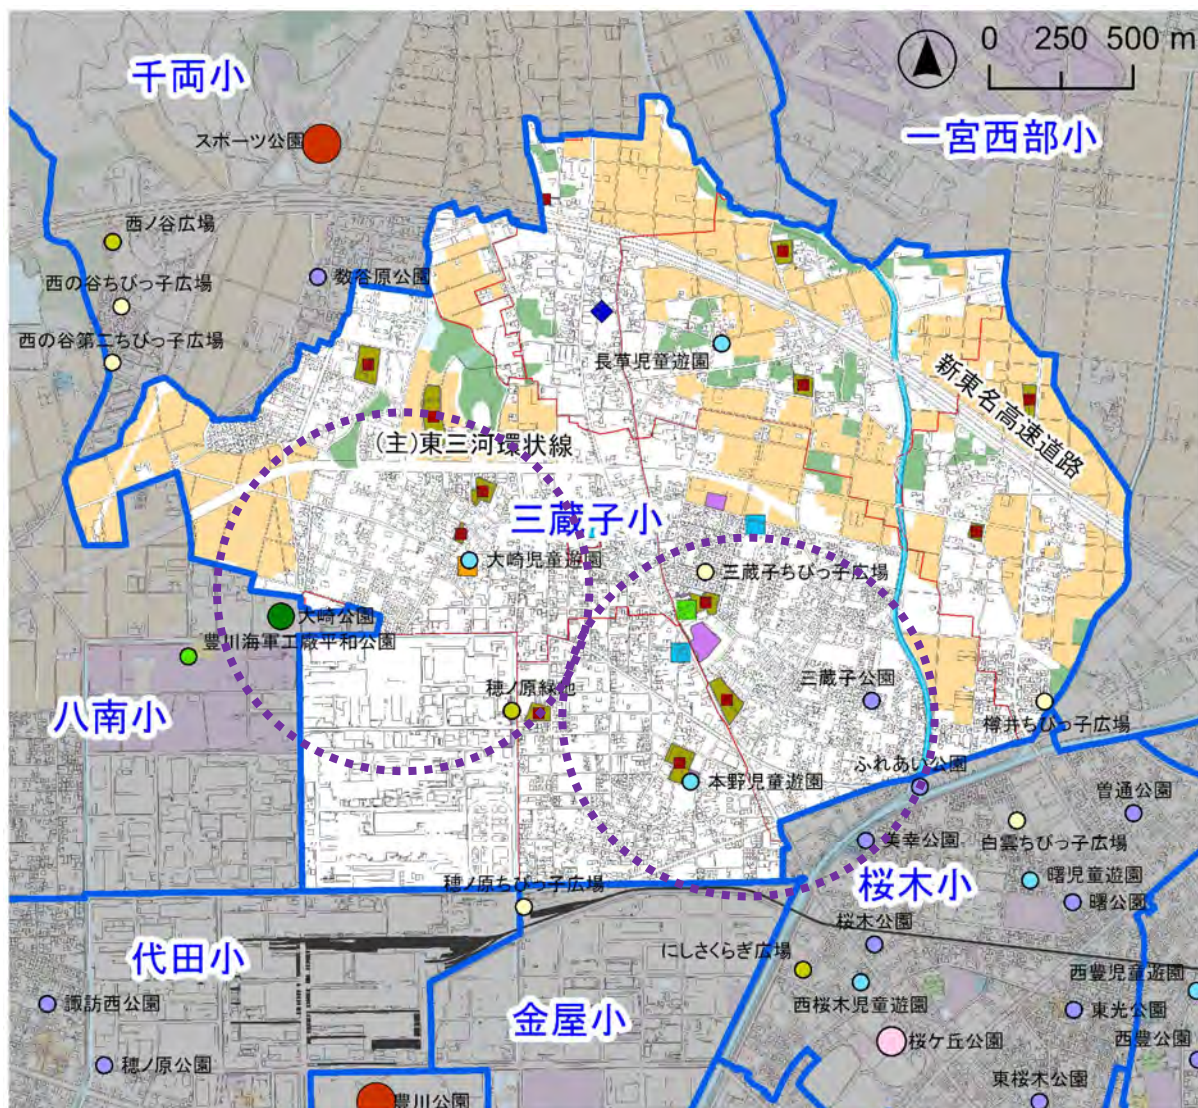 0 250 500 m
千両小
一宮西部小
スポーツ公園
西ノ谷広場
数谷原公園
西の谷ちびっ子広場
西の谷第二ちびっ子広場
長草児童遊園
新東名高速道路
(主)東三河環状線
三蔵子小
大崎児童遊園
三蔵子ちびっ子広場
大崎公園
豊川海軍工廠平和公園
穂ノ原緑地
三蔵子公園
八南小
樽井ちびっ子広場
ふれあい公園
本野児童遊園
曽通公園
美幸公園
白雲ちびっ子広場
桜木小
曙児童遊園
曙公園
穂ノ原ちびっ子広場
桜木公園
代田小
にしさくらぎ広場
西豊児童遊園
諏訪西公園
西桜木児童遊園
東光公園
金屋小
桜ケ丘公園
西豊公園
穂ノ原公園
東桜木公園
豊川公園